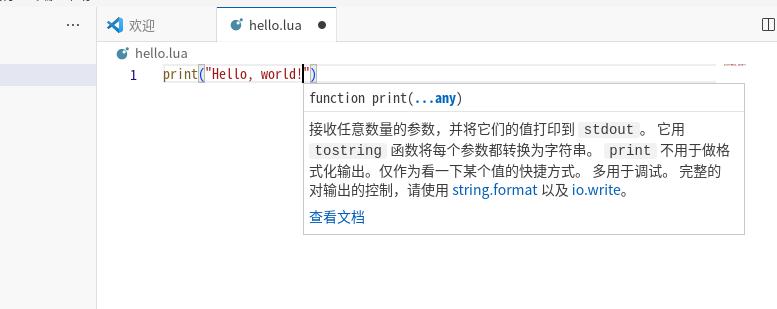 欢迎
hello.lua
hello.lua
1 print("Hello, world!")
function print(...any)
接收任意数量的参数，并将它们的值打印到 stdout 。 它用
tostring 函数将每个参数都转换为字符串。 print 不用于做格
式化输出。仅作为看一下某个值的快捷方式。 多用于调试。 完整的
对输出的控制，请使用 string.format 以及 io.write。
查看文档